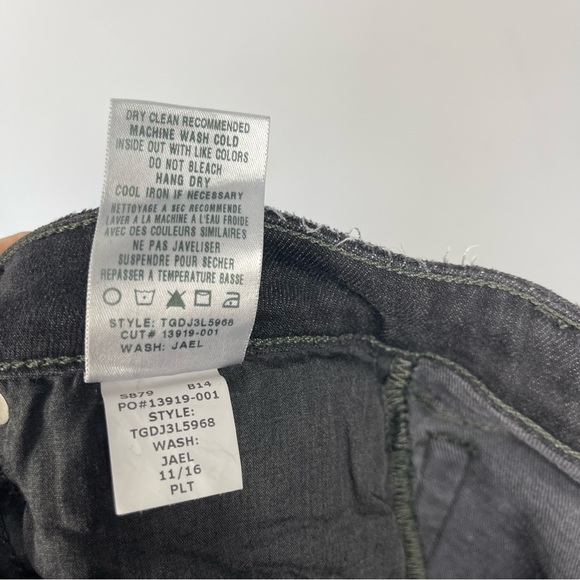 DRY CLEAN RECOMMENDED
MACHINE WASH COLD
INSIDE OUT WITH LIKE COLORS
DO NOT BLEACH
HANG DRY
COOL IRON IF NECESSARY
NETTOYAGE A SEC RECOMMANDE
LAVER A LA MACHINE A L'EAU FROIDE
AVEC DES COULEURS SIMILAIRES
NE PAS JAVELISER
SUSPENDRE POUR SECHER
REPASSER A TEMPERATURE BASSE
STYLE: TGDJ3L5968
CUT# 13919-001
WASH: JAEL
S879 B14
PO#13919-001
STYLE:
TGDJ3L5968
WASH:
JAEL
11/16
PLT